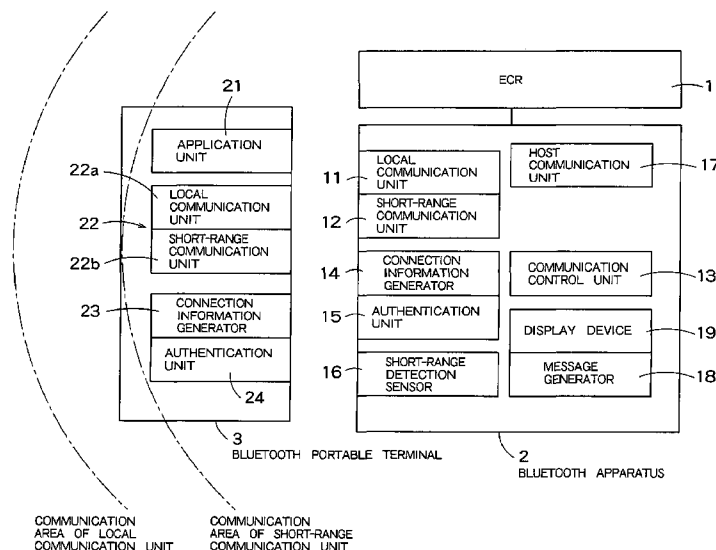 ECR
1
21
APPLICATION
UNIT
22a
LOCAL
COMMUNICATION
UNIT
22
SHORT-RANGE
COMMUNICATION
UNIT
22b
23
CONNECTION
INFORMATION
GENERATOR
AUTHENTICATION
UNIT
24
3
BLUETOOTH PORTABLE TERMINAL
11
LOCAL
COMMUNICATION
UNIT
12
SHORT-RANGE
COMMUNICATION
UNIT
14
CONNECTION
INFORMATION
GENERATOR
15
AUTHENTICATION
UNIT
16
SHORT-RANGE
DETECTION
SENSOR
HOST
COMMUNICATION
UNIT
17
COMMUNICATION
CONTROL UNIT
13
DISPLAY DEVICE
19
MESSAGE
GENERATOR
18
2
BLUETOOTH APPARATUS
COMMUNICATION
AREA OF LOCAL
COMMUNICATION UNIT
COMMUNICATION
AREA OF SHORT-RANGE
COMMUNICATION UNIT